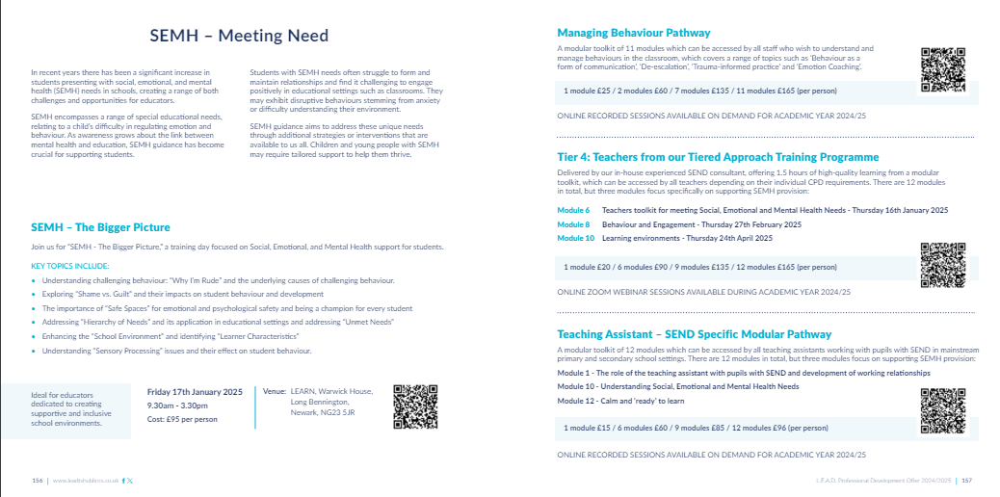 SEMH – Meeting Need
In recent years there has been a significant increase in
students presenting with social, emotional, and mental
health (SEMH) needs in schools, creating a range of both
challenges and opportunities for educators.
SEMH encompasses a range of special educational needs,
relating to a child's difficulty in regulating emotion and
behaviour. As awareness grows about the link between
mental health and education, SEMH guidance has become
crucial for supporting students.
Students with SEMH needs often struggle to form and
maintain relationships and find it challenging to engage
positively in educational settings such as classrooms. They
may exhibit disruptive behaviours stemming from anxiety
or difficulty understanding their environment.
SEMH guidance aims to address these unique needs
through additional strategies or interventions that are
available to us all. Children and young people with SEMH
may require tailored support to help them thrive.
SEMH – The Bigger Picture
Join us for "SEMH - The Bigger Picture," a training day focused on Social, Emotional, and Mental Health support for students.
KEY TOPICS INCLUDE:
• Understanding challenging behaviour: "Why I'm Rude" and the underlying causes of challenging behaviour.
• Exploring "Shame vs. Guilt" and their impacts on student behaviour and development
• The importance of "Safe Spaces" for emotional and psychological safety and being a champion for every student
• Addressing "Hierarchy of Needs" and its application in educational settings and addressing "Unmet Needs"
• Enhancing the "School Environment" and identifying "Learner Characteristics"
• Understanding "Sensory Processing" issues and their effect on student behaviour.
Ideal for educators
dedicated to creating
supportive and inclusive
school environments.
Friday 17th January 2025
9.30am - 3.30pm
Cost: £95 per person
Venue: LEARN, Warwick House,
Long Bennington,
Newark, NG23 5JR
156 | www.leadtshublincs.co.uk
Managing Behaviour Pathway
A modular toolkit of 11 modules which can be accessed by all staff who wish to understand and
manage behaviours in the classroom, which covers a range of topics such as 'Behaviour as a
form of communication', 'De-escalation', 'Trauma-informed practice' and 'Emotion Coaching'.
1 module £25 / 2 modules £60 / 7 modules £135 / 11 modules £165 (per person)
ONLINE RECORDED SESSIONS AVAILABLE ON DEMAND FOR ACADEMIC YEAR 2024/25
Tier 4: Teachers from our Tiered Approach Training Programme
Delivered by our in-house experienced SEND consultant, offering 1.5 hours of high-quality learning from a modular
toolkit, which can be accessed by all teachers depending on their individual CPD requirements. There are 12 modules
in total, but three modules focus specifically on supporting SEMH provision:
Module 6 Teachers toolkit for meeting Social, Emotional and Mental Health Needs - Thursday 16th January 2025
Module 8 Behaviour and Engagement - Thursday 27th February 2025
Module 10 Learning environments - Thursday 24th April 2025
1 module £20 / 6 modules £90 / 9 modules £135 / 12 modules £165 (per person)
ONLINE ZOOM WEBINAR SESSIONS AVAILABLE DURING ACADEMIC YEAR 2024/25
Teaching Assistant – SEND Specific Modular Pathway
A modular toolkit of 12 modules which can be accessed by all teaching assistants working with pupils with SEND in mainstream
primary and secondary school settings. There are 12 modules in total, but three modules focus on supporting SEMH provision:
Module 1 - The role of the teaching assistant with pupils with SEND and development of working relationships
Module 10 - Understanding Social, Emotional and Mental Health Needs
Module 12 - Calm and 'ready' to learn
1 module £15 / 6 modules £60 / 9 modules £85 / 12 modules £96 (per person)
ONLINE RECORDED SESSIONS AVAILABLE ON DEMAND FOR ACADEMIC YEAR 2024/25
L.E.A.D. Professional Development Offer 2024/2025 | 157